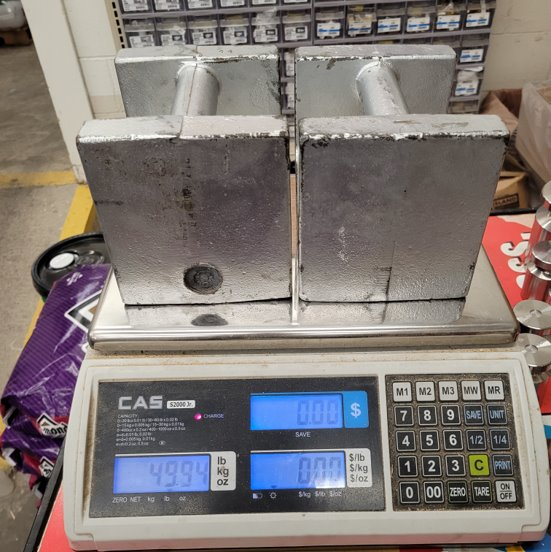 CAS S2000 Jr.
CAPACITY:
CHARGE
0.00 $
SAVE
49.94 lb kg oz
0.00 $/lb $/kg $/oz
ZERO NET kg lb oz
$/kg $/lb $/oz
M1 M2 M3 MW MR
7 8 9 SAVE UNIT
4 5 6 1/2 1/4
1 2 3 C PRINT
0 00 ZERO TARE ON/OFF